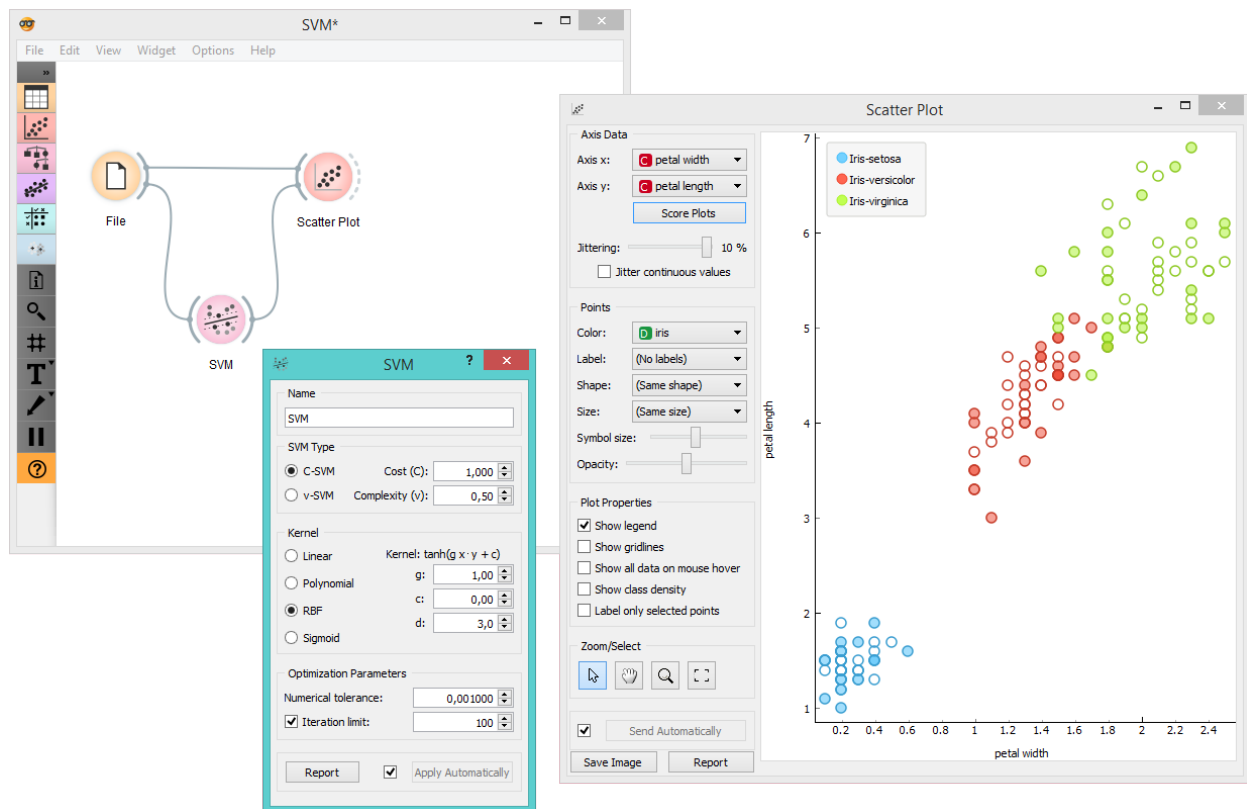 SVM*
File Edit View Widget Options Help
»
File
Scatter Plot
SVM
T
?
SVM
?
Name
SVM
SVM Type
C-SVM Cost (C): 1,000
v-SVM Complexity (v): 0,50
Kernel
Linear Kernel: tanh(g x·y + c)
Polynomial g: 1,00
RBF c: 0,00
Sigmoid d: 3,0
Optimization Parameters
Numerical tolerance: 0,001000
Iteration limit: 100
Report Apply Automatically
Scatter Plot
Axis Data
Axis x: C petal width
Axis y: C petal length
Score Plots
Jittering: 10 %
Jitter continuous values
Points
Color: D iris
Label: (No labels)
Shape: (Same shape)
Size: (Same size)
Symbol size:
Opacity:
Plot Properties
Show legend
Show gridlines
Show all data on mouse hover
Show class density
Label only selected points
Zoom/Select
Send Automatically
Save Image Report
Iris-setosa
Iris-versicolor
Iris-virginica
7
6
5
4
3
2
1
petal length
0.2 0.4 0.6 0.8 1 1.2 1.4 1.6 1.8 2 2.2 2.4
petal width